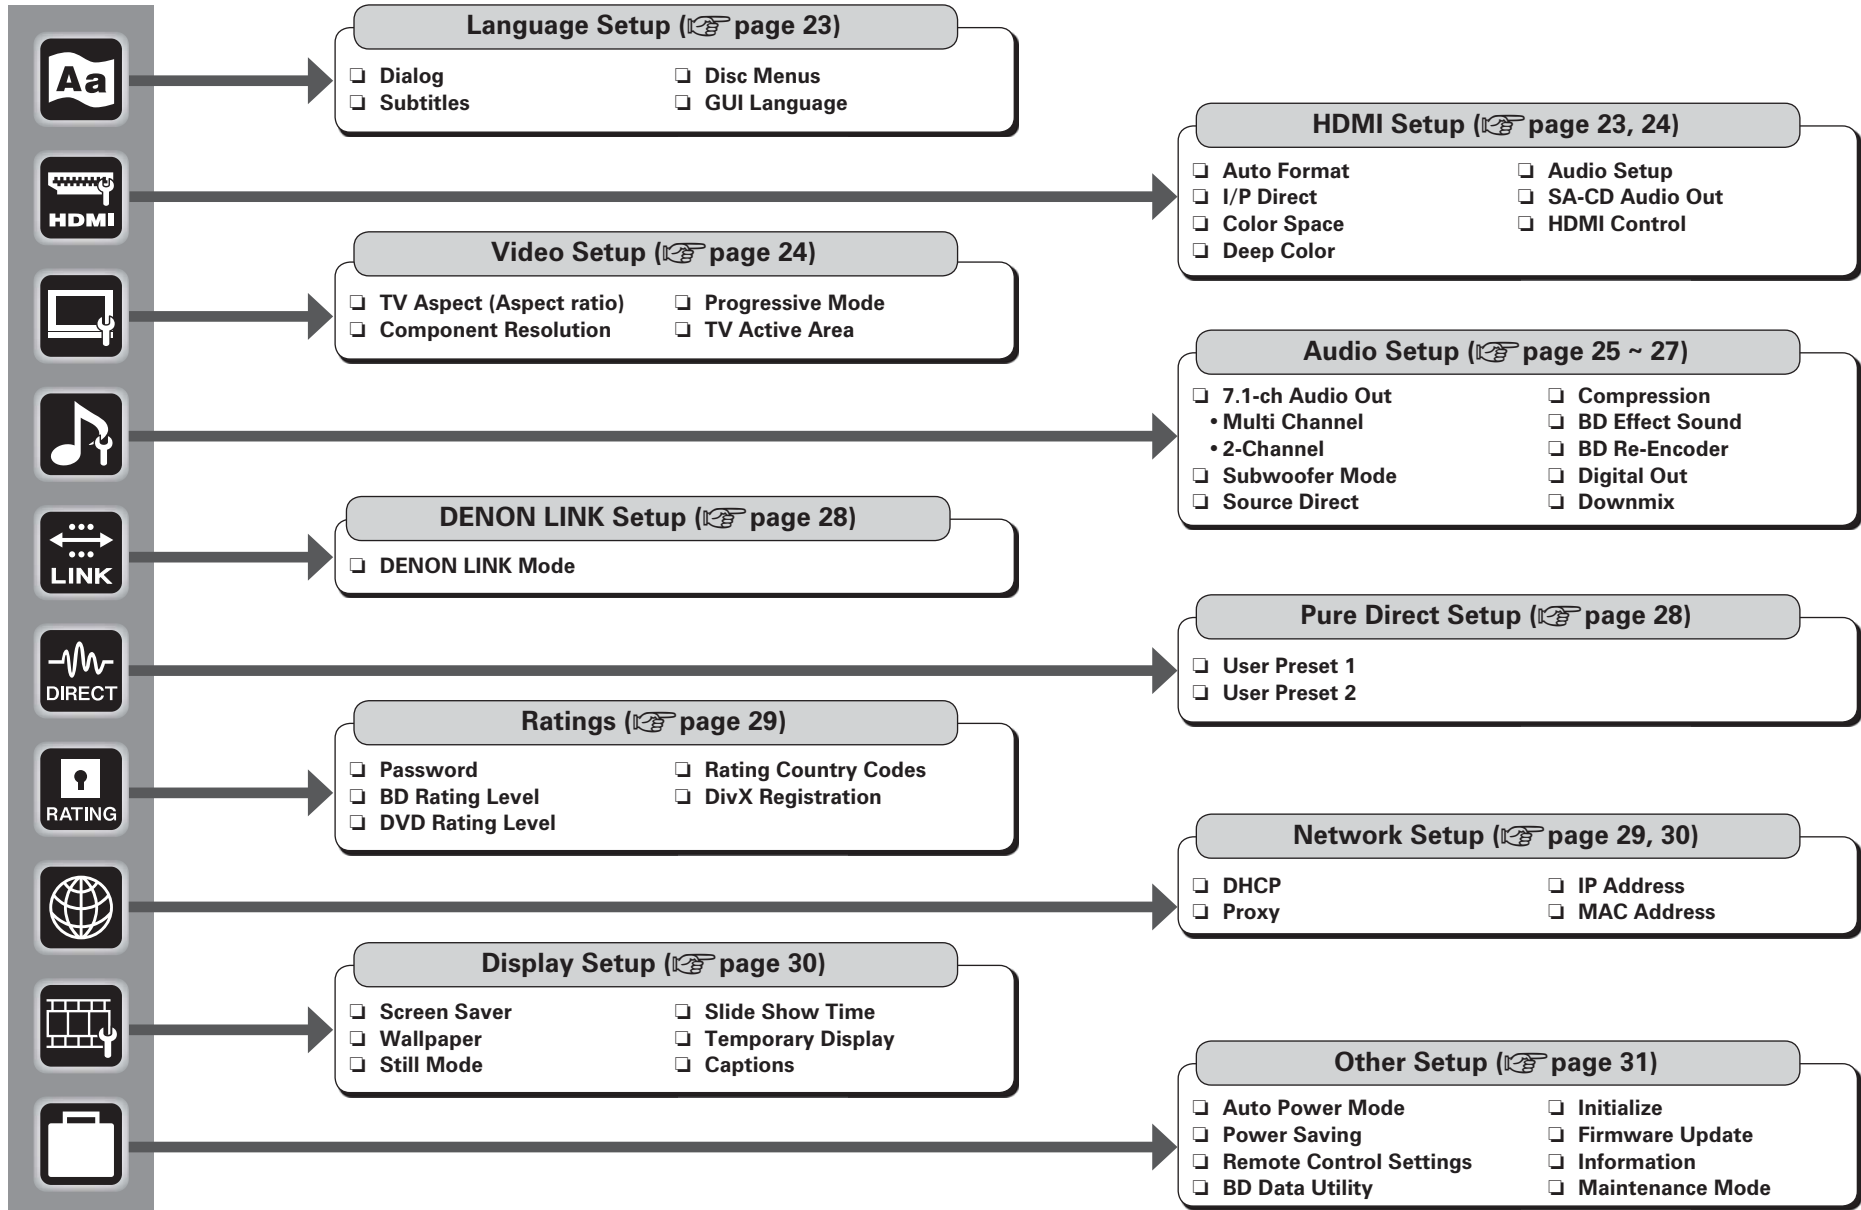 Aa
Language Setup (page 23)
❏ Dialog
❏ Subtitles
❏ Disc Menus
❏ GUI Language
HDMI
HDMI Setup (page 23, 24)
❏ Auto Format
❏ I/P Direct
❏ Color Space
❏ Deep Color
❏ Audio Setup
❏ SA-CD Audio Out
❏ HDMI Control
Video Setup (page 24)
❏ TV Aspect (Aspect ratio)
❏ Component Resolution
❏ Progressive Mode
❏ TV Active Area
Audio Setup (page 25 ~ 27)
❏ 7.1-ch Audio Out
• Multi Channel
• 2-Channel
❏ Subwoofer Mode
❏ Source Direct
❏ Compression
❏ BD Effect Sound
❏ BD Re-Encoder
❏ Digital Out
❏ Downmix
LINK
DENON LINK Setup (page 28)
❏ DENON LINK Mode
DIRECT
Pure Direct Setup (page 28)
❏ User Preset 1
❏ User Preset 2
RATING
Ratings (page 29)
❏ Password
❏ BD Rating Level
❏ DVD Rating Level
❏ Rating Country Codes
❏ DivX Registration
Network Setup (page 29, 30)
❏ DHCP
❏ Proxy
❏ IP Address
❏ MAC Address
Display Setup (page 30)
❏ Screen Saver
❏ Wallpaper
❏ Still Mode
❏ Slide Show Time
❏ Temporary Display
❏ Captions
Other Setup (page 31)
❏ Auto Power Mode
❏ Power Saving
❏ Remote Control Settings
❏ BD Data Utility
❏ Initialize
❏ Firmware Update
❏ Information
❏ Maintenance Mode